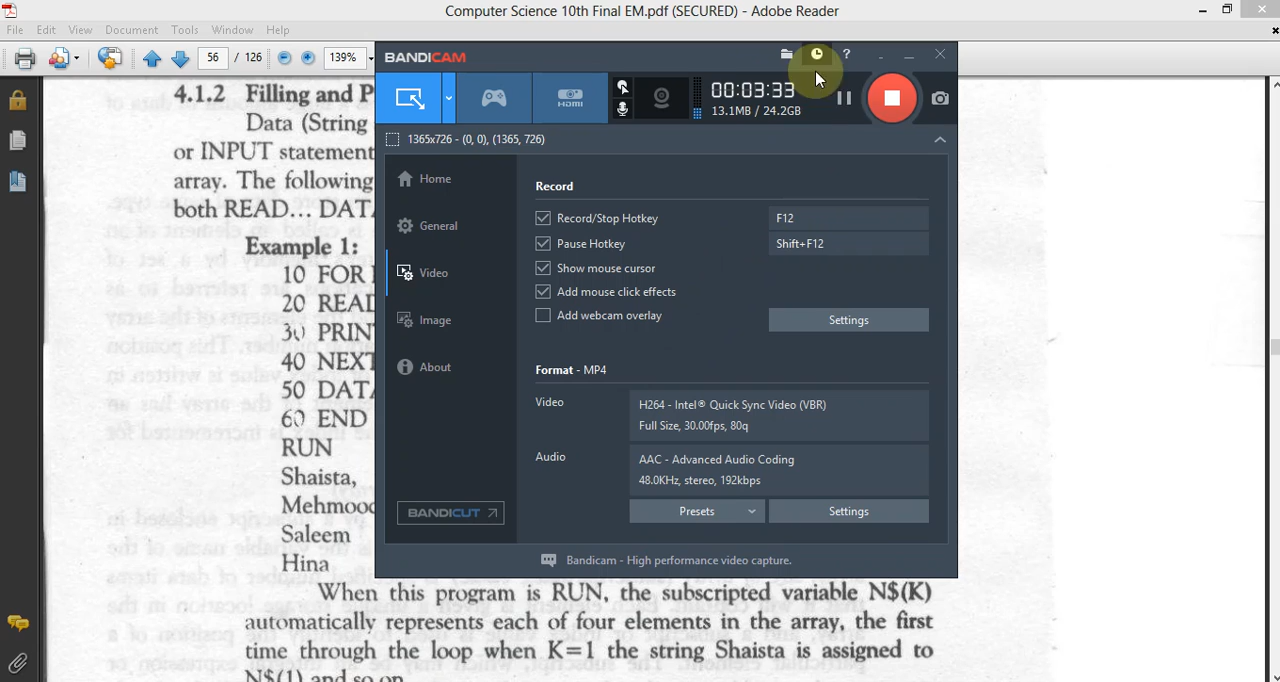 Computer Science 10th Final EM.pdf (SECURED) - Adobe Reader
File Edit View Document Tools Window Help
56 / 126 139%
BANDICAM
?
HDMI
00:03:33
13.1MB / 24.2GB
1365x726 - (0, 0), (1365, 726)
Home
General
Video
Image
About
BANDICUT
Record
Record/Stop Hotkey F12
Pause Hotkey Shift+F12
Show mouse cursor
Add mouse click effects
Add webcam overlay Settings
Format - MP4
Video H264 - Intel® Quick Sync Video (VBR)
Full Size, 30.00fps, 80q
Audio AAC - Advanced Audio Coding
48.0KHz, stereo, 192kbps
Presets Settings
Bandicam - High performance video capture.
4.1.2 Filling and P
Data (String
or INPUT statement
array. The following
both READ... DATA
Example 1:
10 FOR
20 READ
30 PRINT
40 NEXT
50 DATA
60 END
RUN
Shaista,
Mehmood
Saleem
Hina
When this program is RUN, the subscripted variable N$(K)
automatically represents each of four elements in the array, the first
time through the loop when K=1 the string Shaista is assigned to
N$(1) and so on